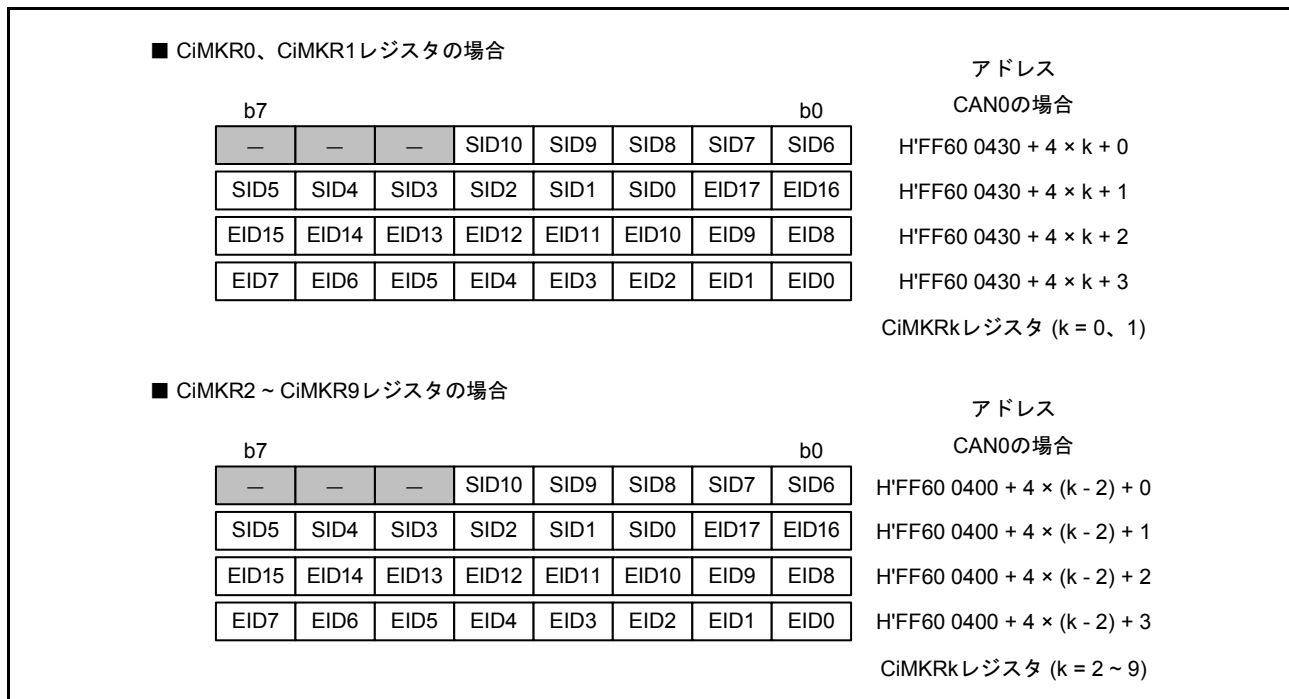 ■ CiMKR0、CiMKR1レジスタの場合
アドレス
b7 b0 CAN0の場合
— — — SID10 SID9 SID8 SID7 SID6 H'FF60 0430 + 4 × k + 0
SID5 SID4 SID3 SID2 SID1 SID0 EID17 EID16 H'FF60 0430 + 4 × k + 1
EID15 EID14 EID13 EID12 EID11 EID10 EID9 EID8 H'FF60 0430 + 4 × k + 2
EID7 EID6 EID5 EID4 EID3 EID2 EID1 EID0 H'FF60 0430 + 4 × k + 3
CiMKRkレジスタ (k = 0、1)
■ CiMKR2 ~ CiMKR9レジスタの場合
アドレス
b7 b0 CAN0の場合
— — — SID10 SID9 SID8 SID7 SID6 H'FF60 0400 + 4 × (k - 2) + 0
SID5 SID4 SID3 SID2 SID1 SID0 EID17 EID16 H'FF60 0400 + 4 × (k - 2) + 1
EID15 EID14 EID13 EID12 EID11 EID10 EID9 EID8 H'FF60 0400 + 4 × (k - 2) + 2
EID7 EID6 EID5 EID4 EID3 EID2 EID1 EID0 H'FF60 0400 + 4 × (k - 2) + 3
CiMKRkレジスタ (k = 2 ~ 9)